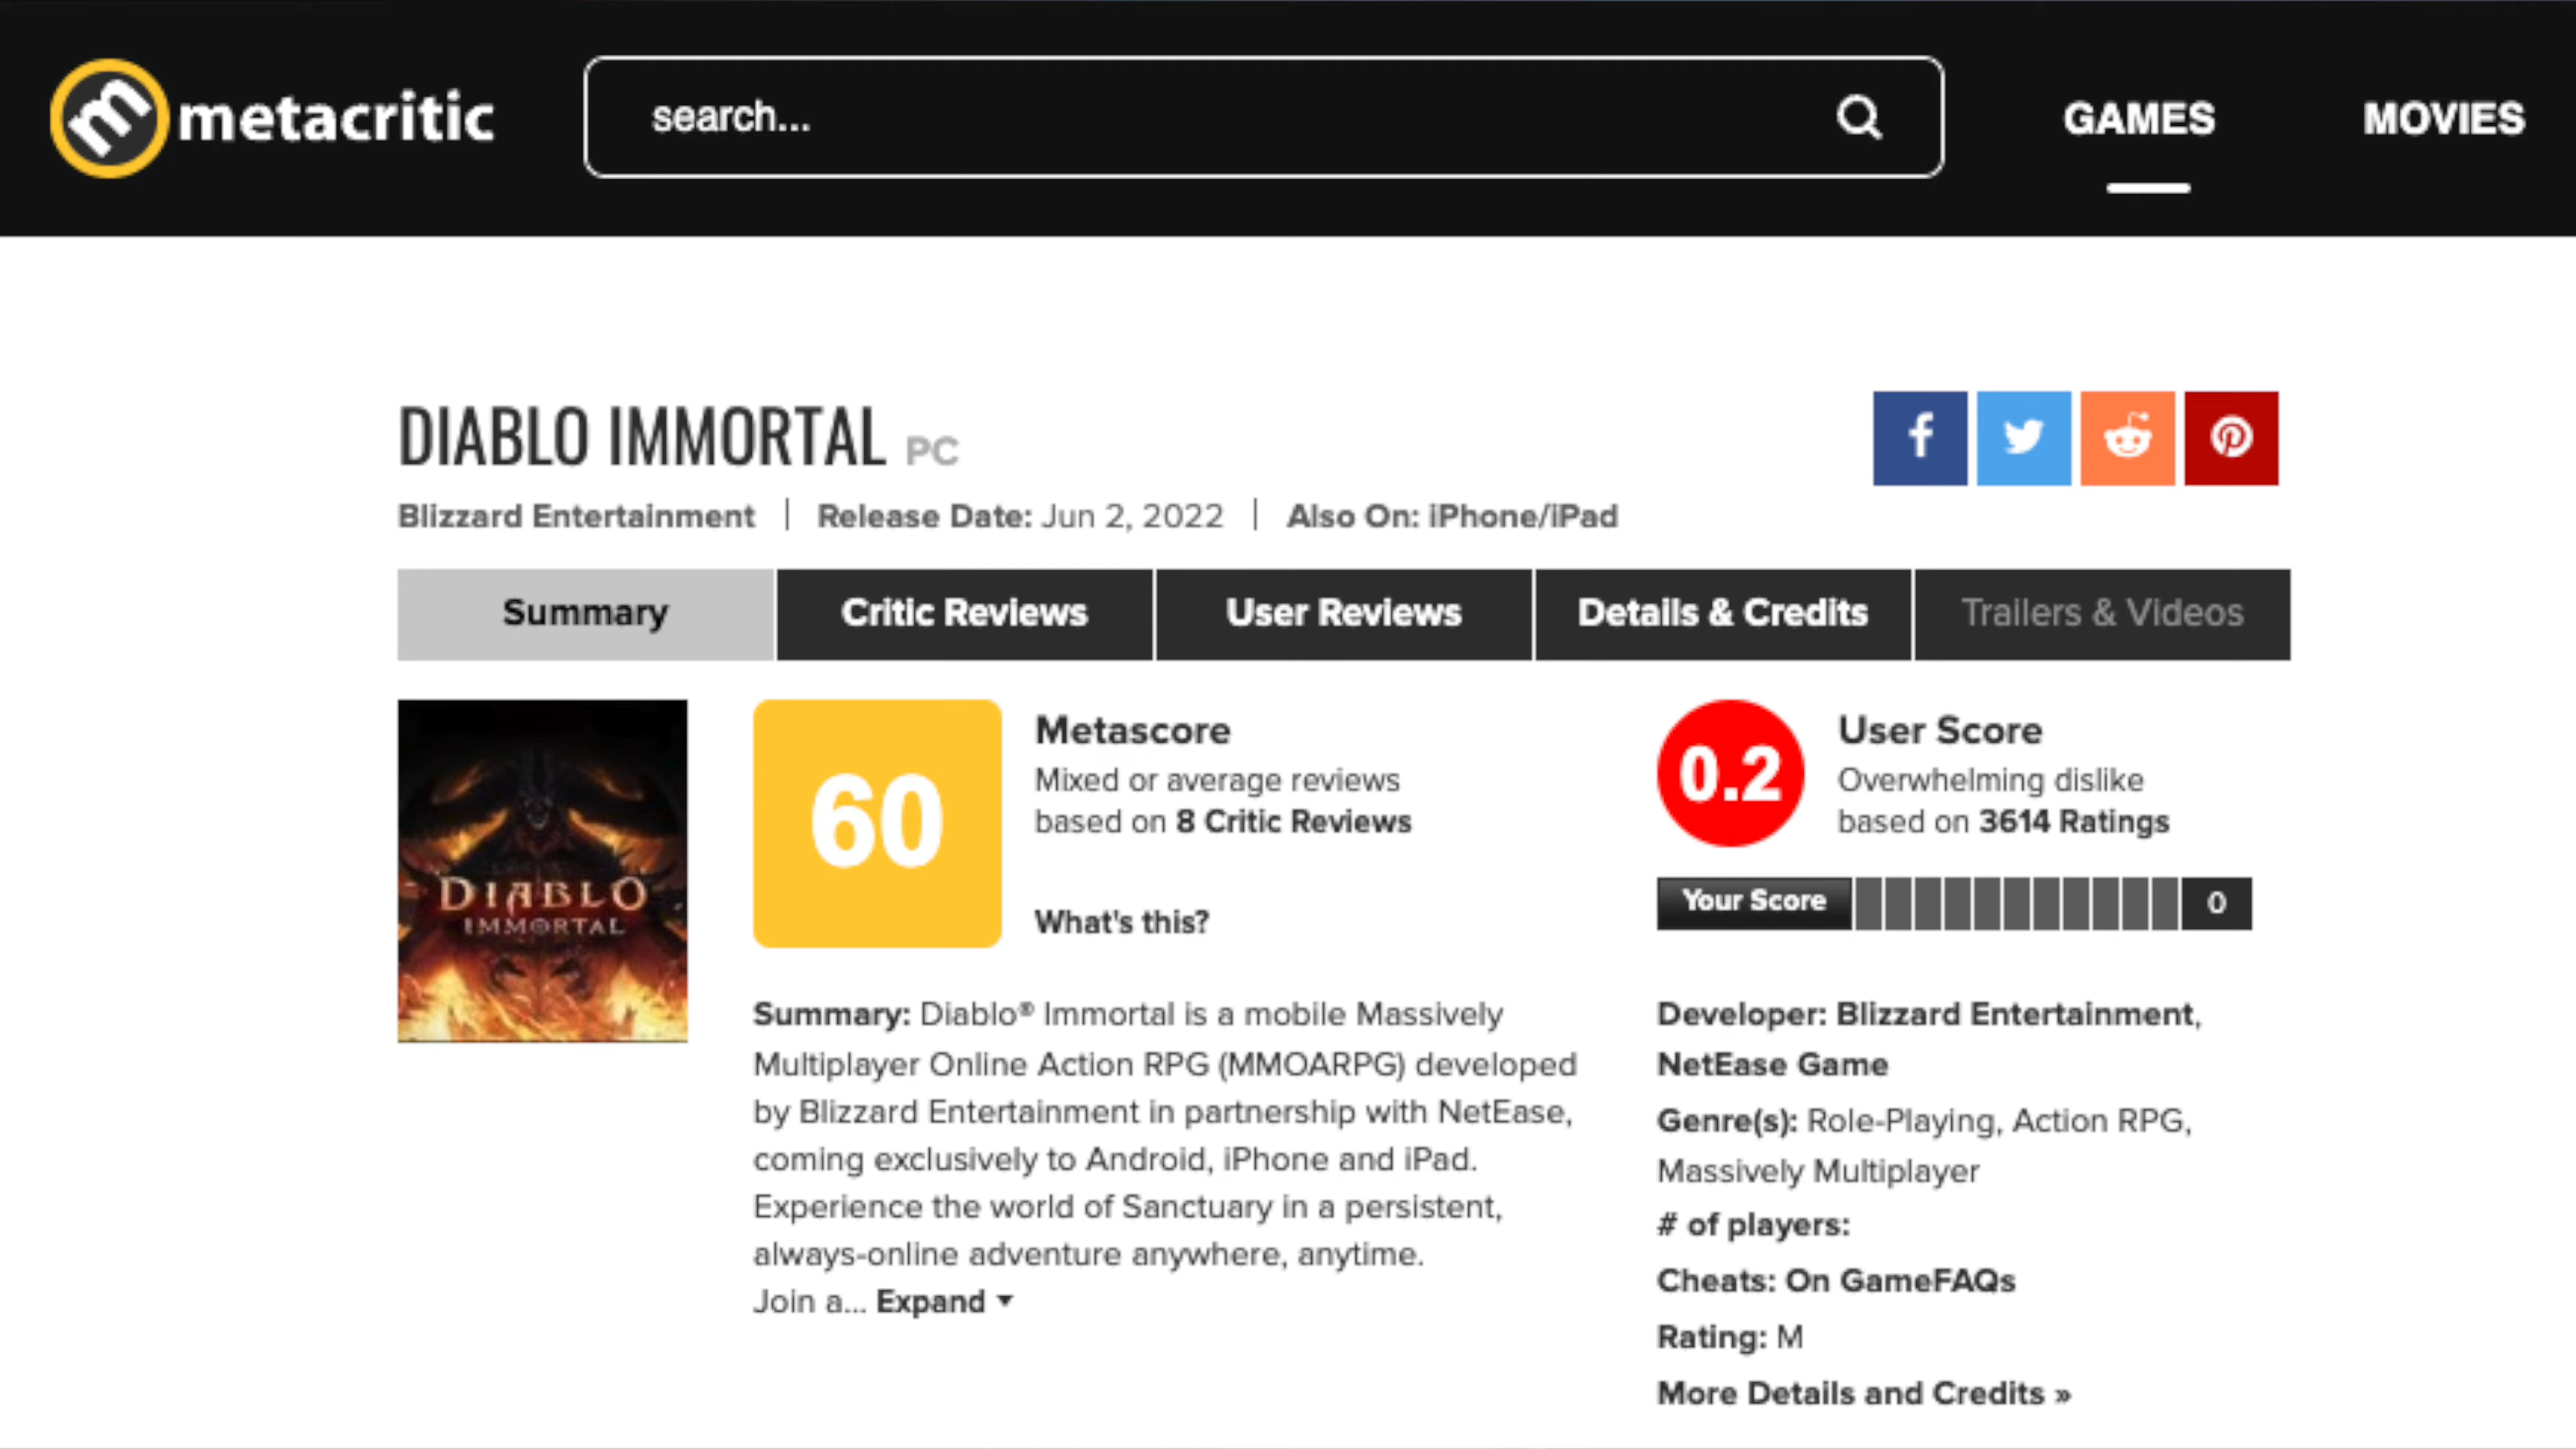 metacritic
search...
GAMES
MOVIES
DIABLO IMMORTAL PC
Blizzard Entertainment | Release Date: Jun 2, 2022 | Also On: iPhone/iPad
Summary
Critic Reviews
User Reviews
Details & Credits
Trailers & Videos
DIABLO
IMMORTAL
60
Metascore
Mixed or average reviews
based on 8 Critic Reviews
What's this?
Summary: Diablo® Immortal is a mobile Massively
Multiplayer Online Action RPG (MMOARPG) developed
by Blizzard Entertainment in partnership with NetEase,
coming exclusively to Android, iPhone and iPad.
Experience the world of Sanctuary in a persistent,
always-online adventure anywhere, anytime.
Join a... Expand
0.2
User Score
Overwhelming dislike
based on 3614 Ratings
Your Score
0
Developer: Blizzard Entertainment,
NetEase Game
Genre(s): Role-Playing, Action RPG,
Massively Multiplayer
# of players:
Cheats: On GameFAQs
Rating: M
More Details and Credits »